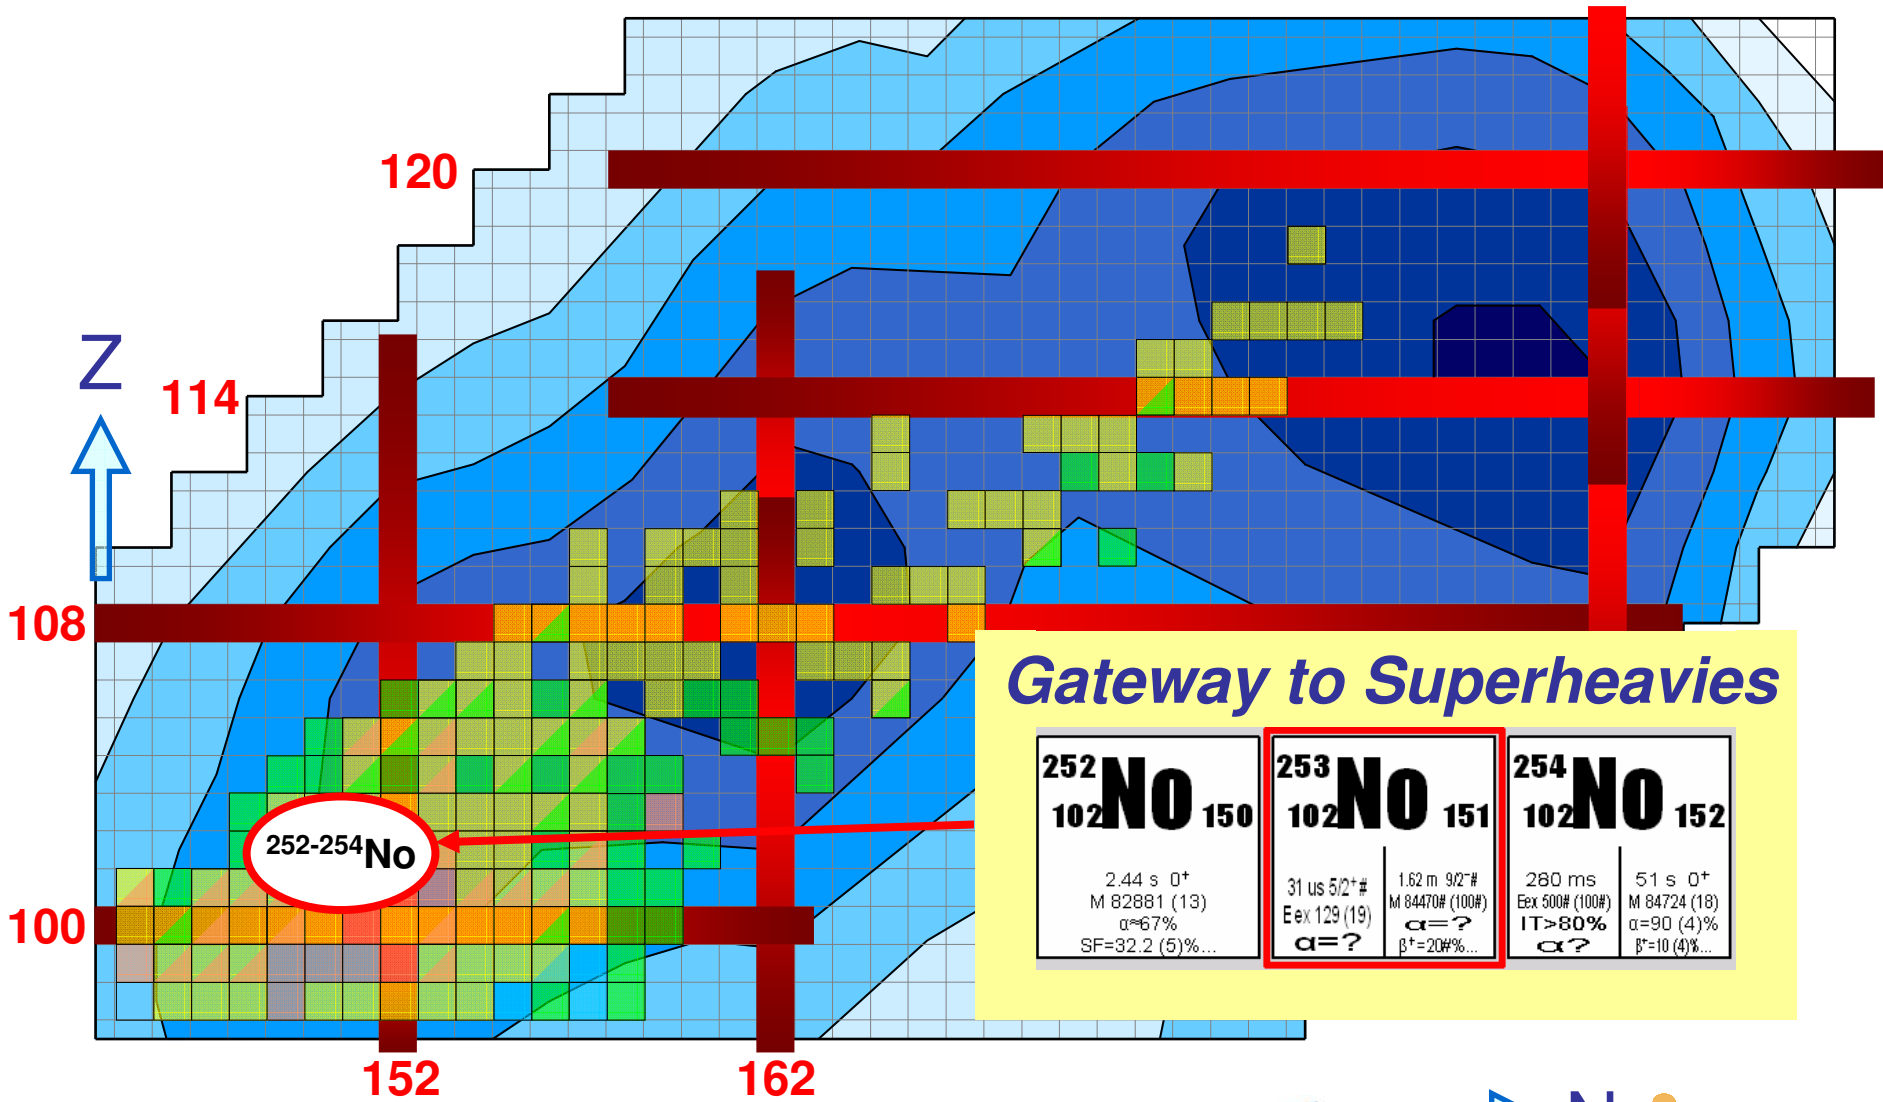 120
Z
114
108
Gateway to Superheavies
252 No 102 150
2.44 s 0⁺
M 82881 (13)
α≈67%
SF=32.2 (5)%...
253 No 102 151
31 us 5/2⁺#
Eex 129 (19)
α=?
1.62 m 9/2⁻#
M 84470# (100#)
α=?
β⁺=20#%...
254 No 102 152
280 ms
Eex 500# (100#)
IT>80%
α?
51 s 0⁺
M 84724 (18)
α=90 (4)%
β⁺=10 (4)%...
252-254No
100
152
162
N